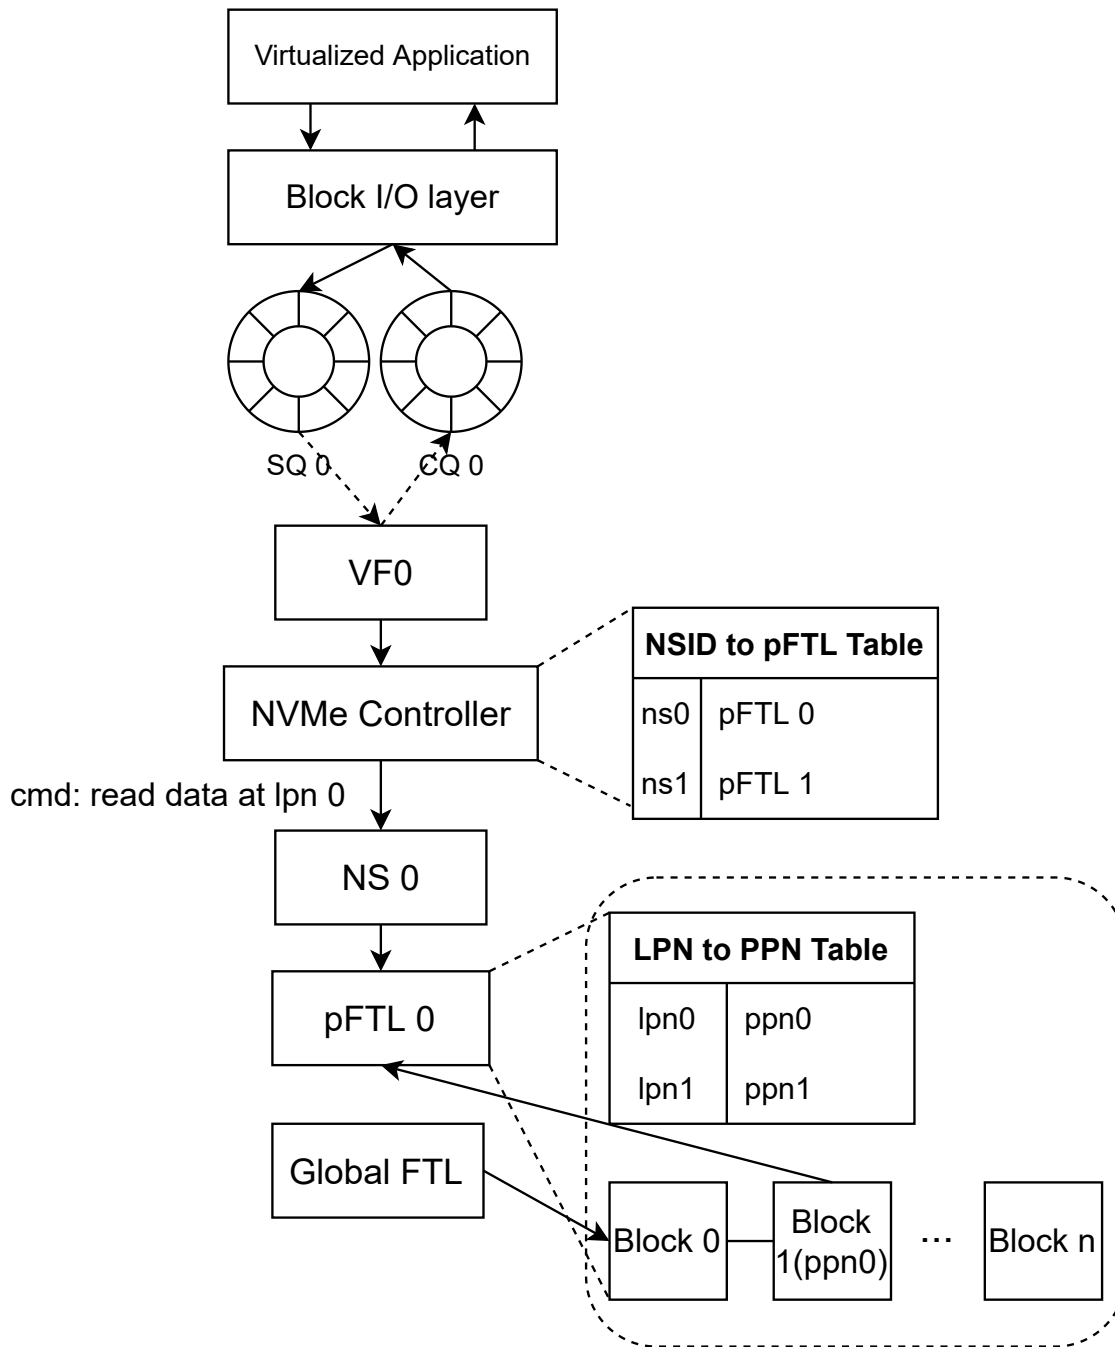 Virtualized Application
Block I/O layer
SQ 0
CQ 0
VF0
NSID to pFTL Table
NVMe Controller
ns0
pFTL 0
ns1
pFTL 1
cmd: read data at lpn 0
NS 0
LPN to PPN Table
pFTL 0
lpn0
ppn0
lpn1
ppn1
Global FTL
Block 0
Block
1(ppn0)
...
Block n